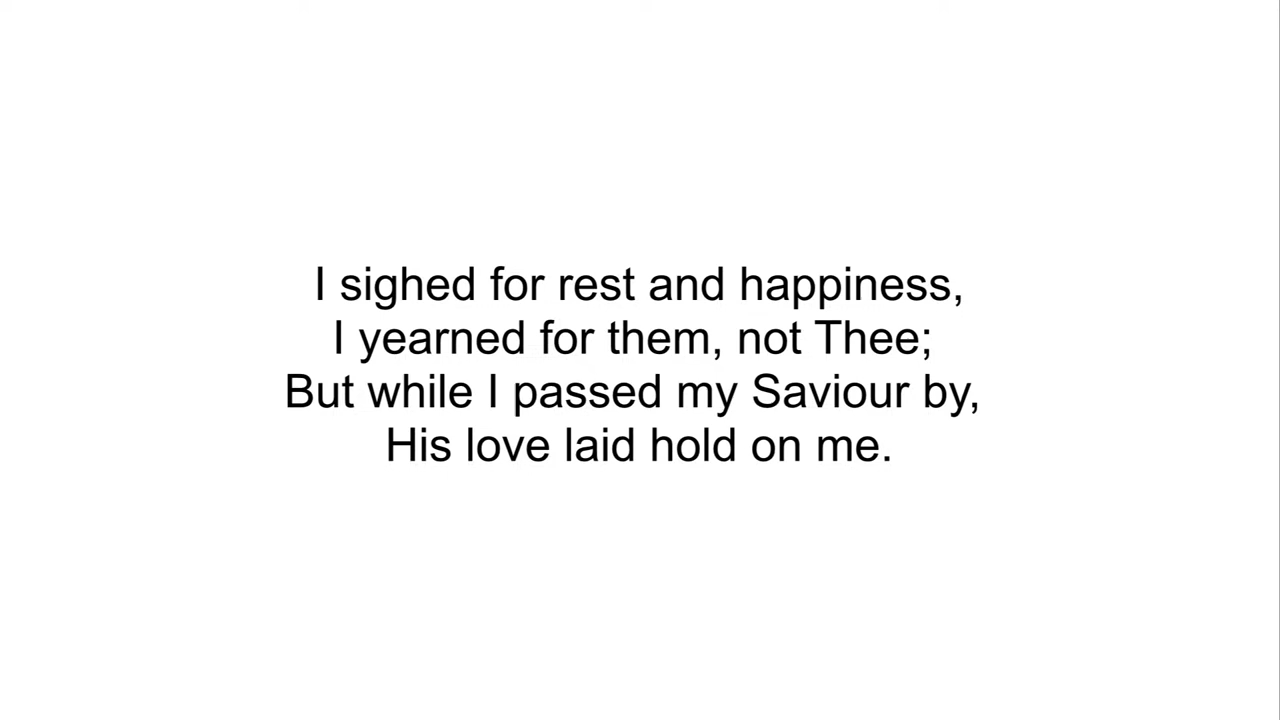 I sighed for rest and happiness,
I yearned for them, not Thee;
But while I passed my Saviour by,
His love laid hold on me.